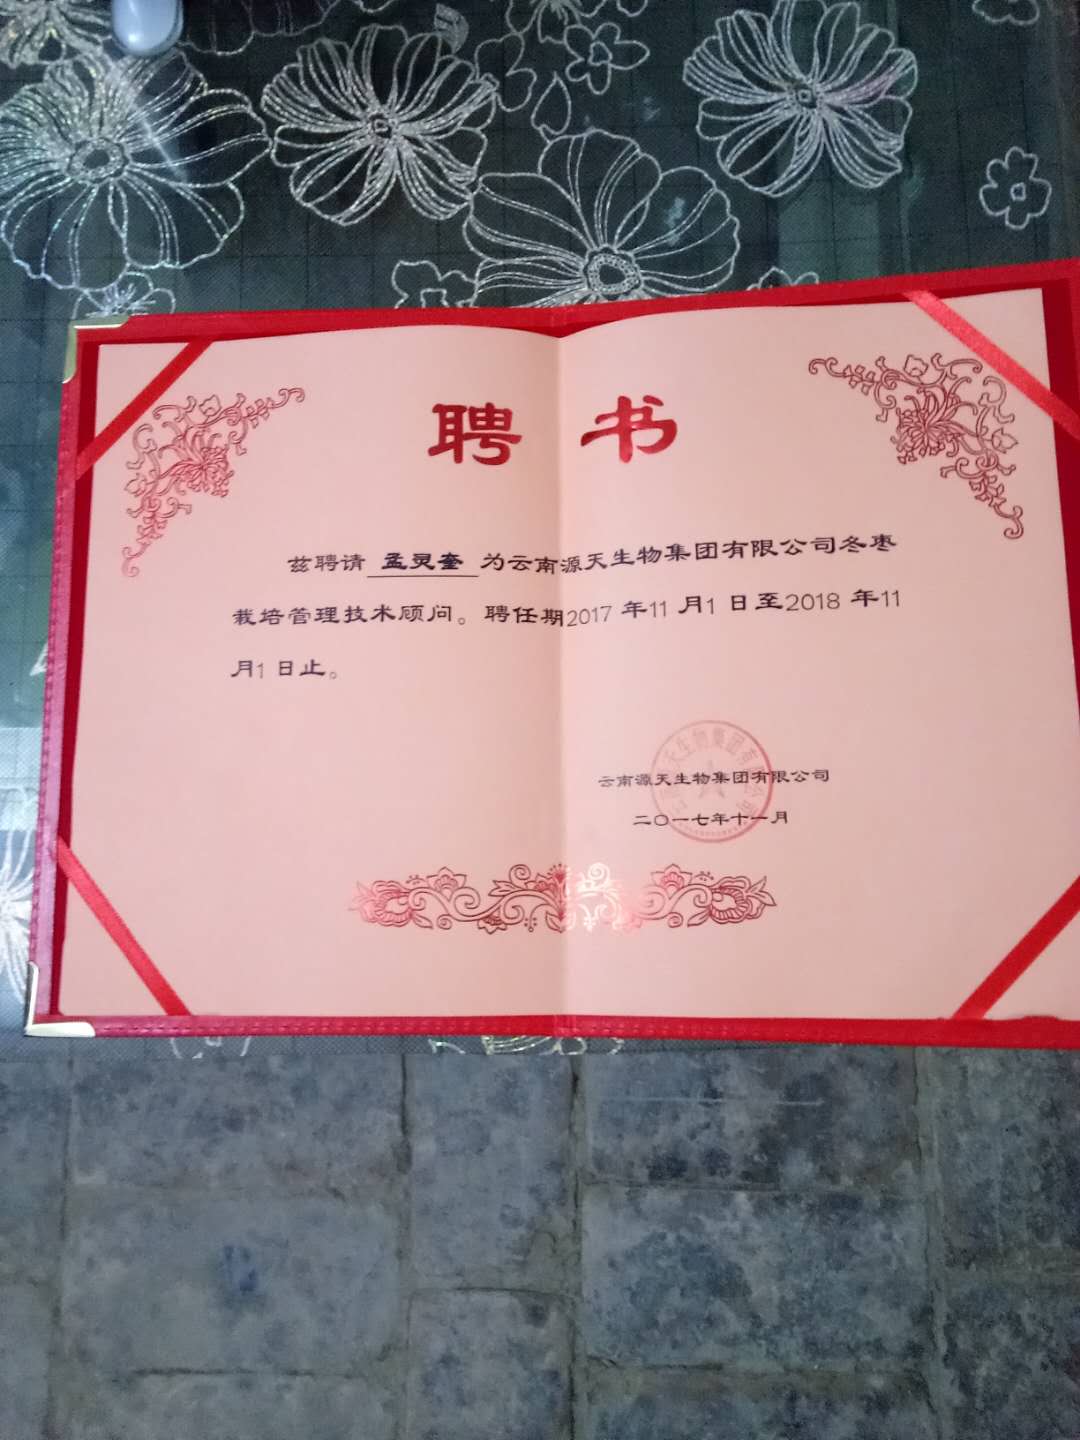 聘书
兹聘请 孟灵奎 为云南源天生物集团有限公司冬枣
栽培管理技术顾问。聘任期2017 年11 月1 日至2018 年11
月1 日止。
云南源天生物集团有限公司
二〇一七年十一月